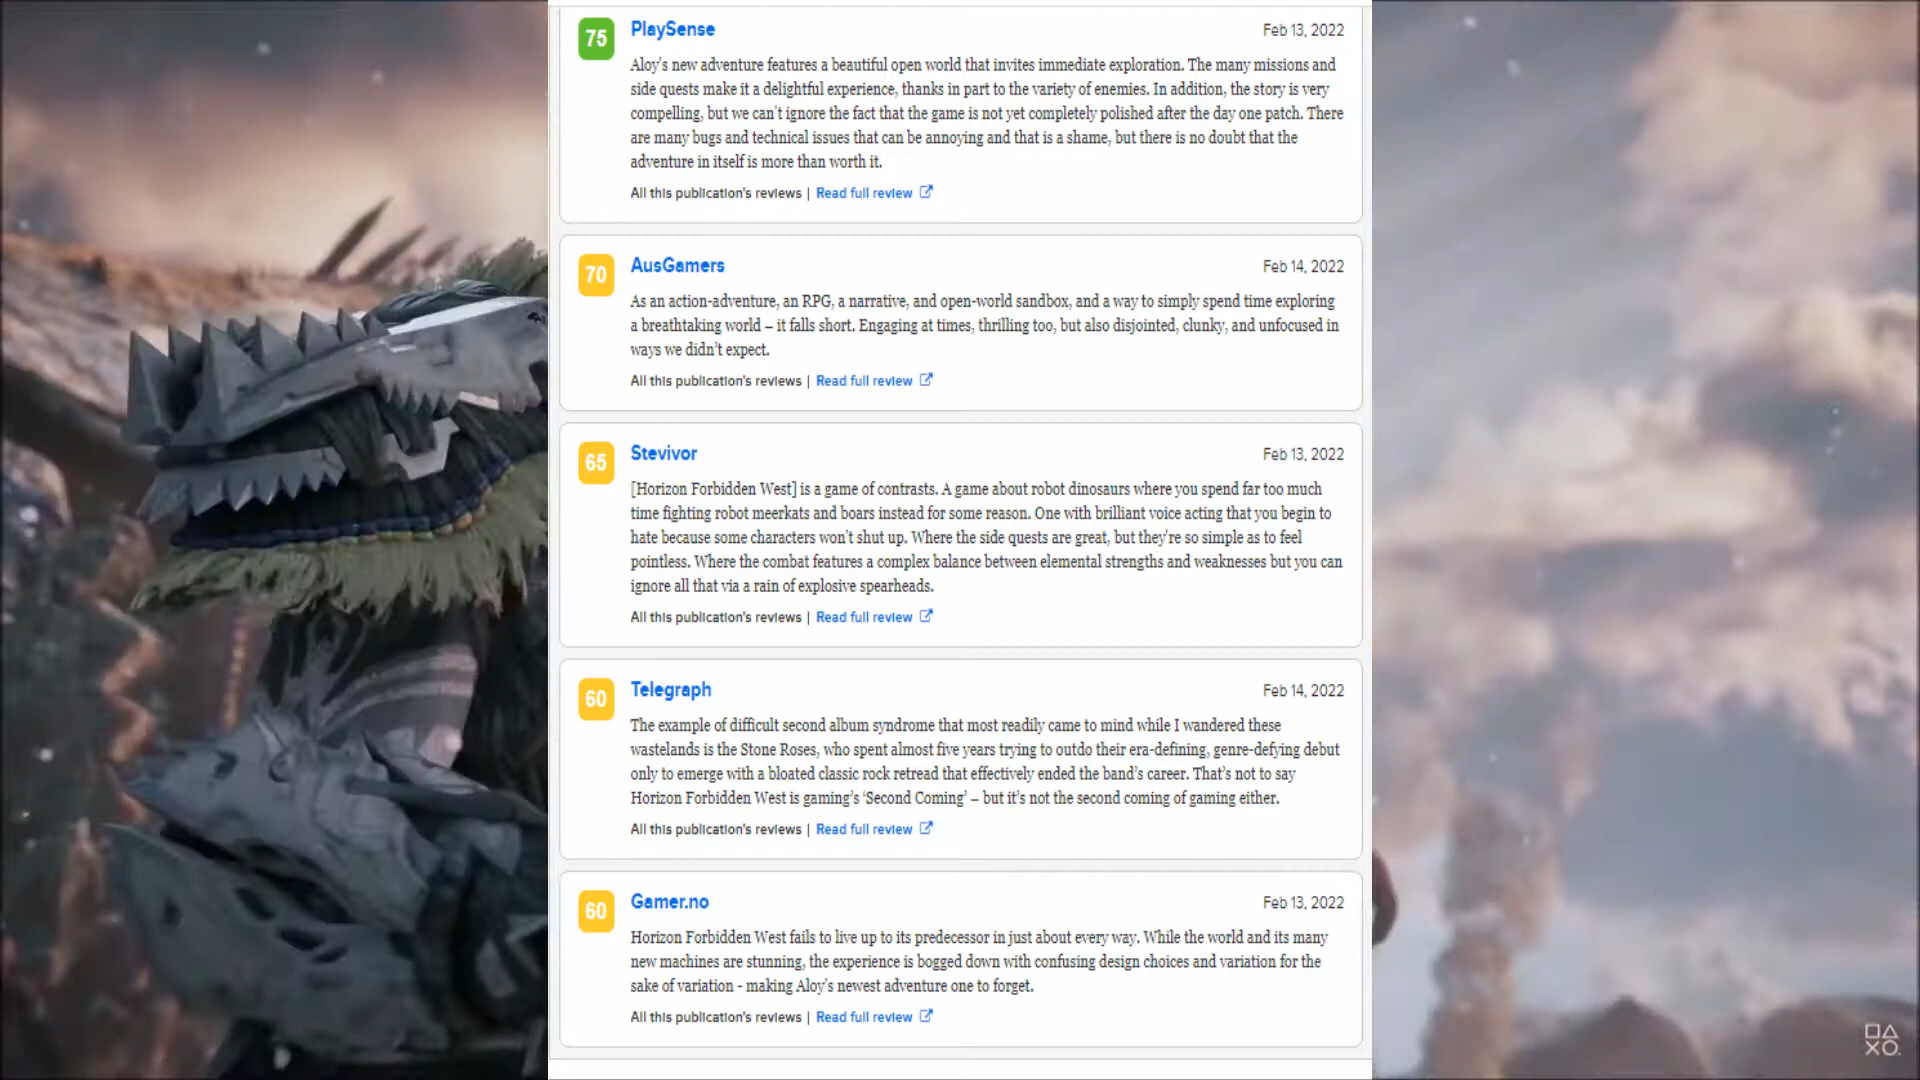 75
PlaySense
Feb 13, 2022
Aloy's new adventure features a beautiful open world that invites immediate exploration. The many missions and
side quests make it a delightful experience, thanks in part to the variety of enemies. In addition, the story is very
compelling, but we can't ignore the fact that the game is not yet completely polished after the day one patch. There
are many bugs and technical issues that can be annoying and that is a shame, but there is no doubt that the
adventure in itself is more than worth it.
All this publication's reviews | Read full review
70
AusGamers
Feb 14, 2022
As an action-adventure, an RPG, a narrative, and open-world sandbox, and a way to simply spend time exploring
a breathtaking world – it falls short. Engaging at times, thrilling too, but also disjointed, clunky, and unfocused in
ways we didn't expect.
All this publication's reviews | Read full review
65
Stevivor
Feb 13, 2022
[Horizon Forbidden West] is a game of contrasts. A game about robot dinosaurs where you spend far too much
time fighting robot meerkats and boars instead for some reason. One with brilliant voice acting that you begin to
hate because some characters won't shut up. Where the side quests are great, but they're so simple as to feel
pointless. Where the combat features a complex balance between elemental strengths and weaknesses but you can
ignore all that via a rain of explosive spearheads.
All this publication's reviews | Read full review
60
Telegraph
Feb 14, 2022
The example of difficult second album syndrome that most readily came to mind while I wandered these
wastelands is the Stone Roses, who spent almost five years trying to outdo their era-defining, genre-defying debut
only to emerge with a bloated classic rock retread that effectively ended the band's career. That's not to say
Horizon Forbidden West is gaming's 'Second Coming' – but it's not the second coming of gaming either.
All this publication's reviews | Read full review
60
Gamer.no
Feb 13, 2022
Horizon Forbidden West fails to live up to its predecessor in just about every way. While the world and its many
new machines are stunning, the experience is bogged down with confusing design choices and variation for the
sake of variation - making Aloy's newest adventure one to forget.
All this publication's reviews | Read full review